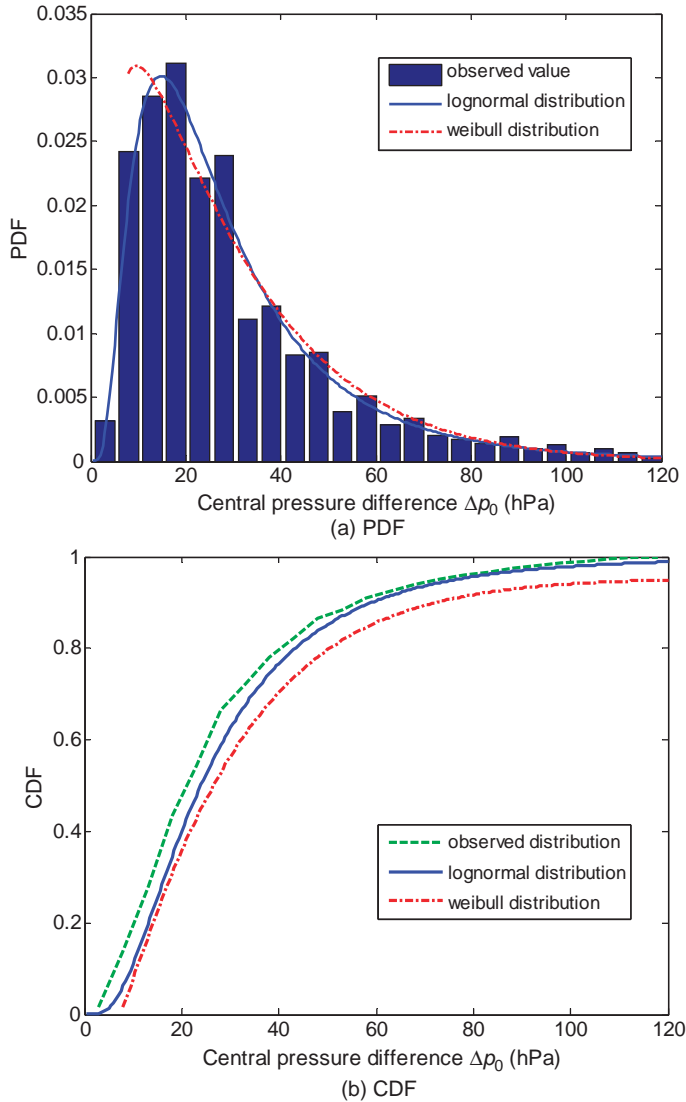 0.035
0.03
0.025
0.02
0.015
0.01
0.005
0
PDF
observed value
lognormal distribution
weibull distribution
0 20 40 60 80 100 120
Central pressure difference Δp0 (hPa)
(a) PDF
1
0.8
0.6
0.4
0.2
0
CDF
observed distribution
lognormal distribution
weibull distribution
0 20 40 60 80 100 120
Central pressure difference Δp0 (hPa)
(b) CDF